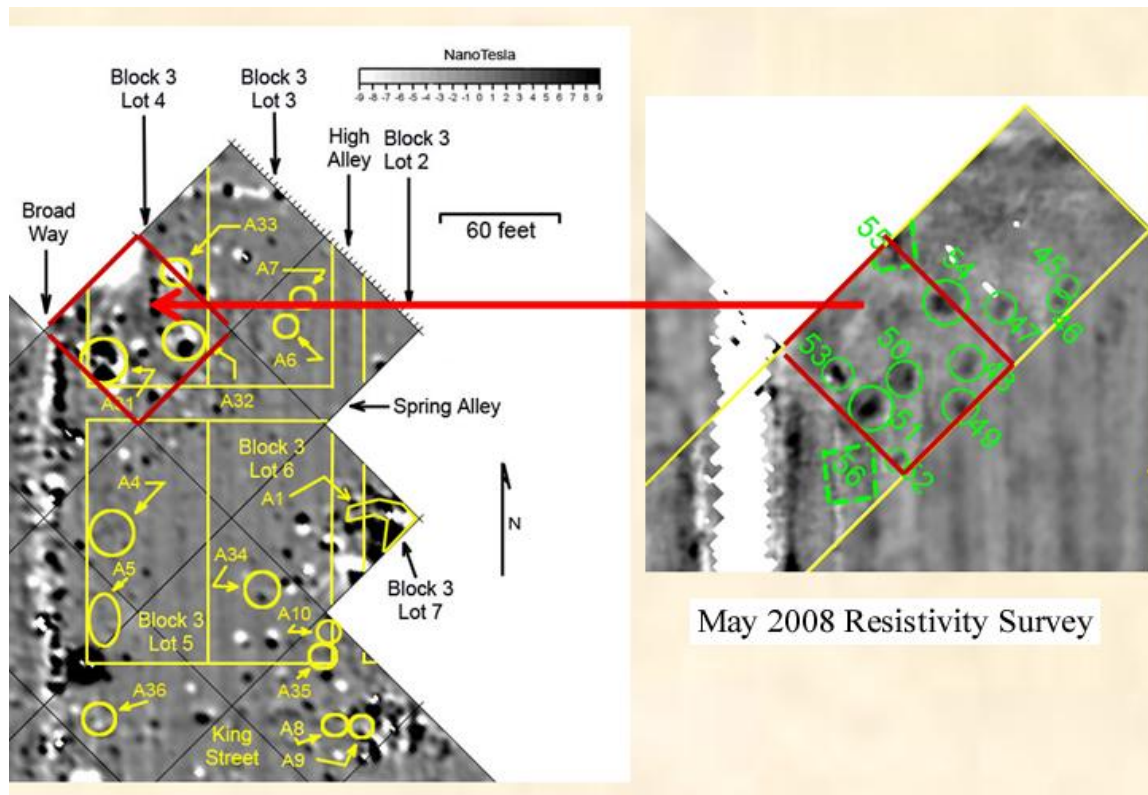 NanoTesla
-9 -8 -7 -6 -5 -4 -3 -2 -1 0 1 2 3 4 5 6 7 8 9
Block 3
Lot 4
Block 3
Lot 3
High
Alley
Block 3
Lot 2
Broad
Way
60 feet
A33
A7
A6
A31
A32
Spring Alley
Block 3
Lot 6
A1
A4
A5
A34
N
Block 3
Lot 7
A10
Block 3
Lot 5
A35
A36
King
Street
A8
A9
55
54
45
46
47
53
50
51
49
56
May 2008 Resistivity Survey